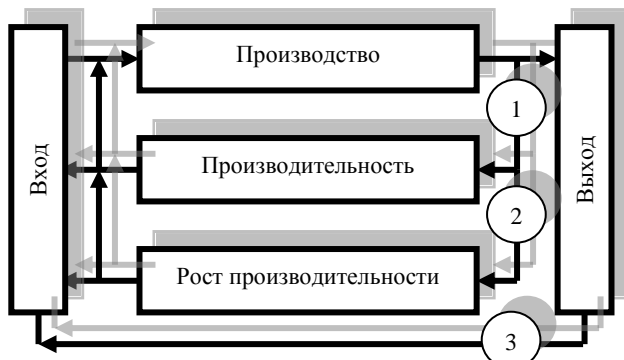 Производство
1
Вход
Производительность
Выход
2
Рост производительности
3